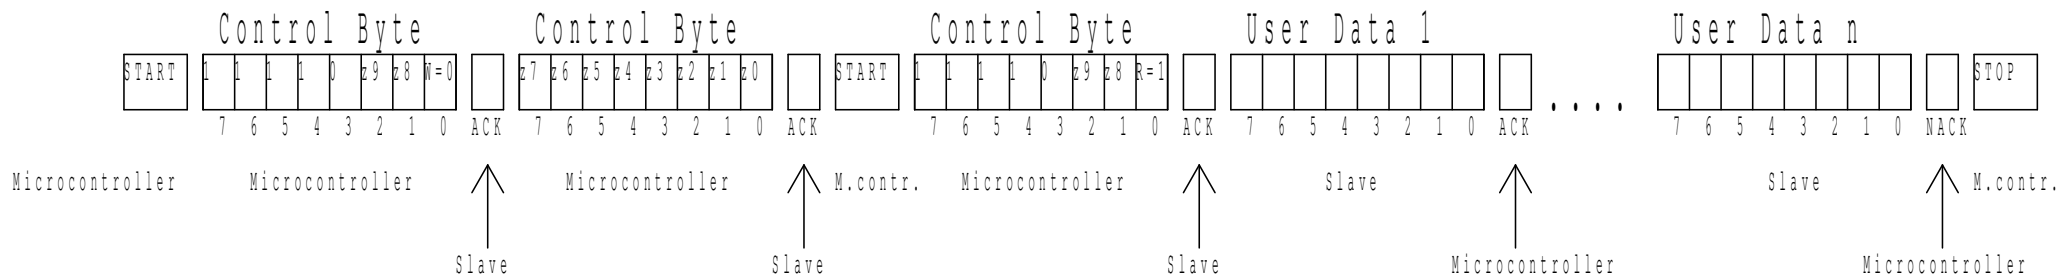 Control Byte Control Byte Control Byte User Data 1 User Data n
START 1 1 1 1 0 z9 z8 W=0 z7 z6 z5 z4 z3 z2 z1 z0 START 1 1 1 1 0 z9 z8 R=1 .... STOP
7 6 5 4 3 2 1 0 ACK 7 6 5 4 3 2 1 0 ACK 7 6 5 4 3 2 1 0 ACK 7 6 5 4 3 2 1 0 ACK 7 6 5 4 3 2 1 0 NACK
Microcontroller Microcontroller Microcontroller M.contr. Microcontroller Slave Slave M.contr.
Slave Slave Slave Microcontroller Microcontroller